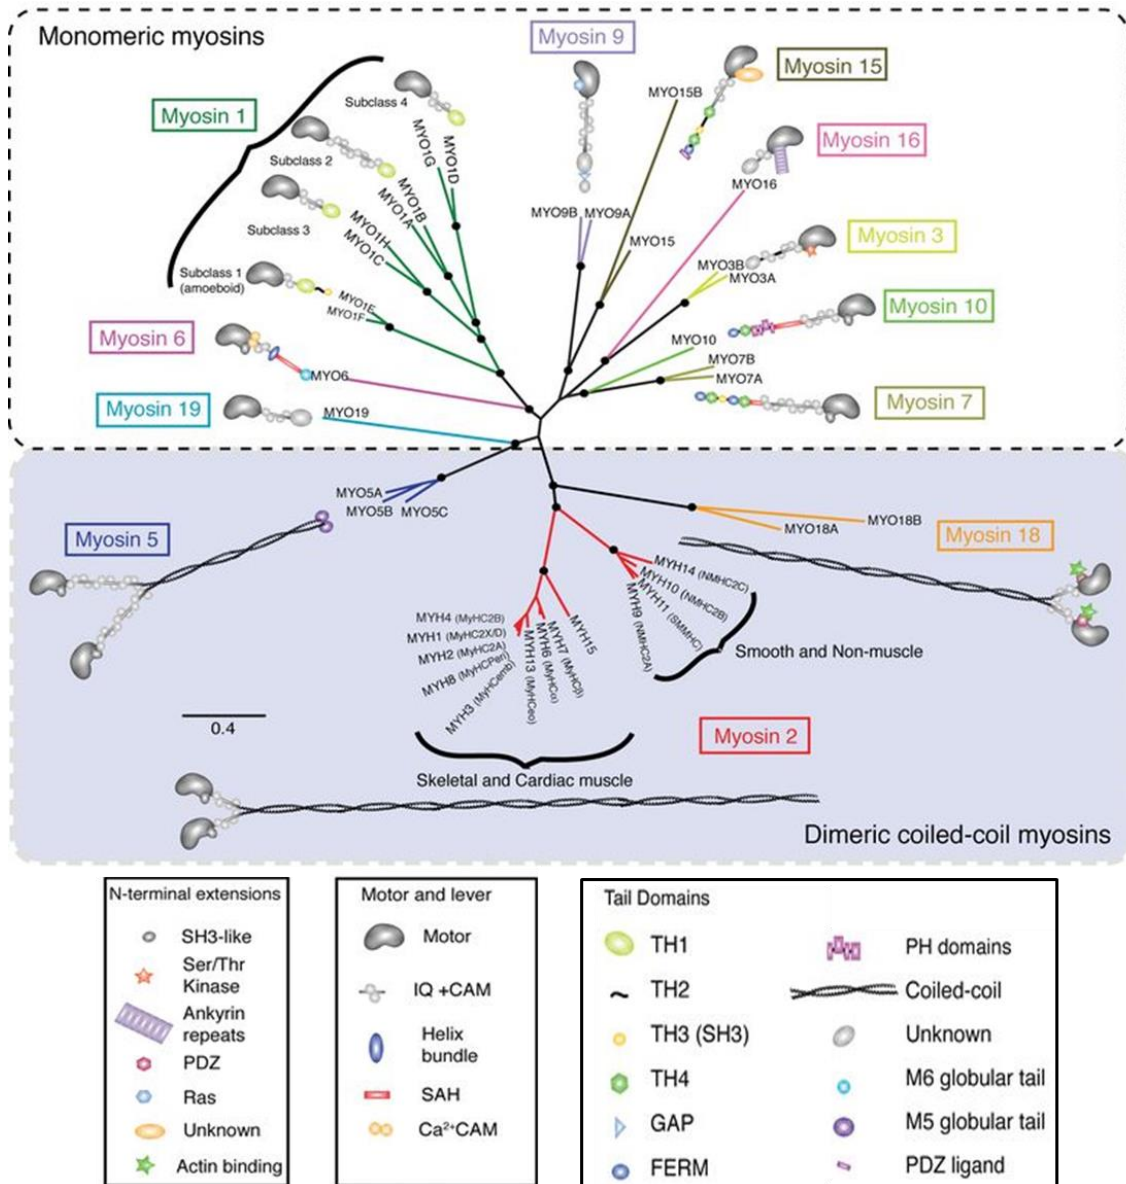 Monomeric myosins
Myosin 9
Myosin 15
Myosin 1
Subclass 4
MYO15B
Myosin 16
Subclass 2
MYO1G
MYO1D
MYO16
Subclass 3
MYO1B
MYO1A
MYO9B
MYO9A
Myosin 3
MYO1H
MYO1C
MYO15
MYO3B
MYO3A
Subclass 1
(amoeboid)
MYO1E
MYO1F
Myosin 10
Myosin 6
MYO10
MYO7B
MYO6
MYO7A
Myosin 19
MYO19
Myosin 7
MYO5A
MYO5B
MYO5C
Myosin 5
MYO18B
MYO18A
Myosin 18
MYH14 (NMHC2C)
MYH10 (NMHC2B)
MYH11 (SMMHC)
MYH9 (NMHC2A)
Smooth and Non-muscle
MYH4 (MyHC2B)
MYH1 (MyHC2X/D)
MYH2 (MyHC2A)
MYH8 (MyHCPeri)
MYH3 (MyHCemb)
MYH13 (MyHCeo)
MYH6 (MyHCα)
MYH7 (MyHCβ)
MYH15
0.4
Myosin 2
Skeletal and Cardiac muscle
Dimeric coiled-coil myosins
N-terminal extensions
SH3-like
Ser/Thr
Kinase
Ankyrin
repeats
PDZ
Ras
Unknown
Actin binding
Motor and lever
Motor
IQ +CAM
Helix
bundle
SAH
Ca²⁺CAM
Tail Domains
TH1
TH2
TH3 (SH3)
TH4
GAP
FERM
PH domains
Coiled-coil
Unknown
M6 globular tail
M5 globular tail
PDZ ligand